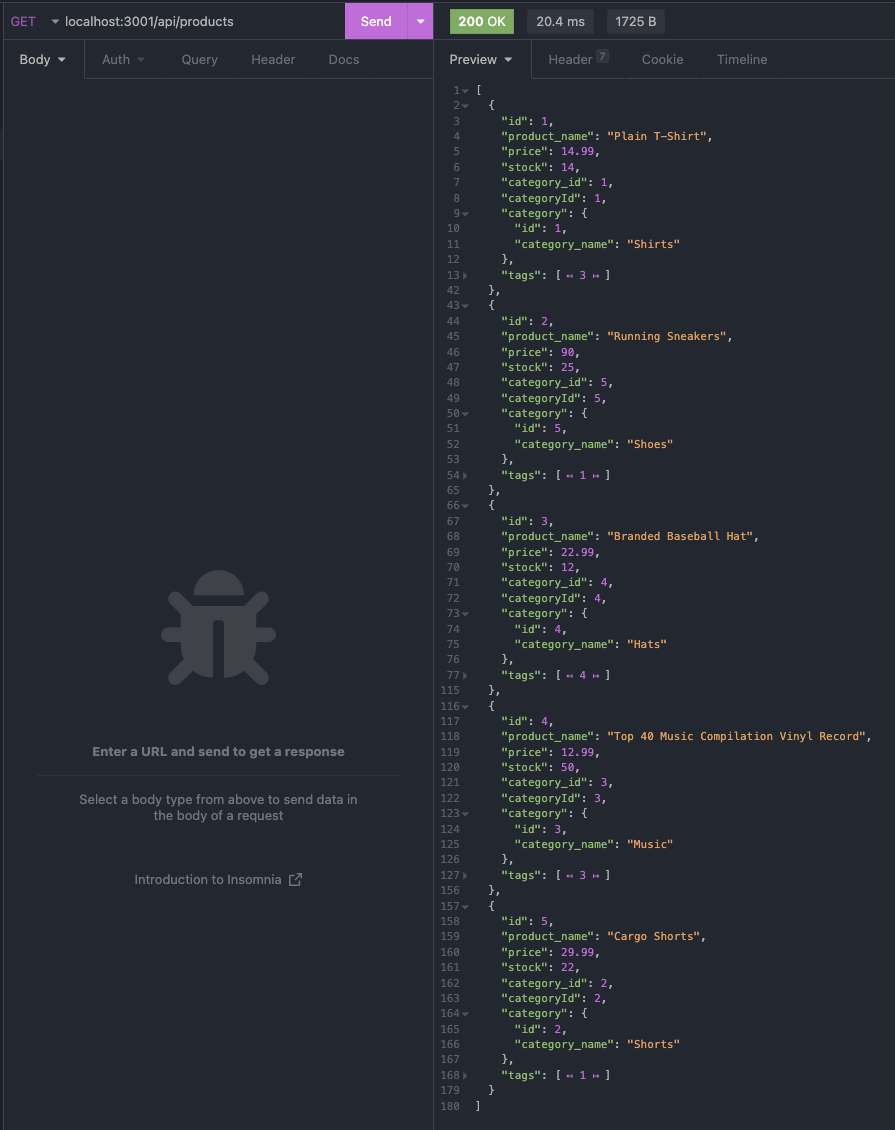 GET localhost:3001/api/products Send 200 OK 20.4 ms 1725 B
Body Auth Query Header Docs
Preview Header 7 Cookie Timeline
Enter a URL and send to get a response
Select a body type from above to send data in
the body of a request
Introduction to Insomnia
1 [
2 {
3 "id": 1,
4 "product_name": "Plain T-Shirt",
5 "price": 14.99,
6 "stock": 14,
7 "category_id": 1,
8 "categoryId": 1,
9 "category": {
10 "id": 1,
11 "category_name": "Shirts"
12 },
13 "tags": [ ↤ 3 ↦ ]
42 },
43 {
44 "id": 2,
45 "product_name": "Running Sneakers",
46 "price": 90,
47 "stock": 25,
48 "category_id": 5,
49 "categoryId": 5,
50 "category": {
51 "id": 5,
52 "category_name": "Shoes"
53 },
54 "tags": [ ↤ 1 ↦ ]
65 },
66 {
67 "id": 3,
68 "product_name": "Branded Baseball Hat",
69 "price": 22.99,
70 "stock": 12,
71 "category_id": 4,
72 "categoryId": 4,
73 "category": {
74 "id": 4,
75 "category_name": "Hats"
76 },
77 "tags": [ ↤ 4 ↦ ]
115 },
116 {
117 "id": 4,
118 "product_name": "Top 40 Music Compilation Vinyl Record",
119 "price": 12.99,
120 "stock": 50,
121 "category_id": 3,
122 "categoryId": 3,
123 "category": {
124 "id": 3,
125 "category_name": "Music"
126 },
127 "tags": [ ↤ 3 ↦ ]
156 },
157 {
158 "id": 5,
159 "product_name": "Cargo Shorts",
160 "price": 29.99,
161 "stock": 22,
162 "category_id": 2,
163 "categoryId": 2,
164 "category": {
165 "id": 2,
166 "category_name": "Shorts"
167 },
168 "tags": [ ↤ 1 ↦ ]
179 }
180 ]